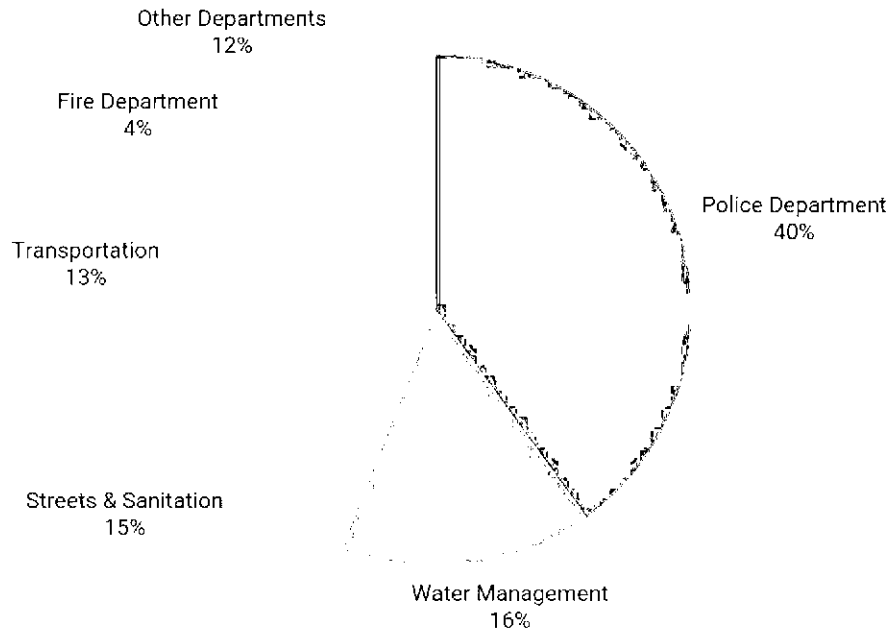 Other Departments
12%
Fire Department
4%
Police Department
40%
Transportation
13%
Streets & Sanitation
15%
Water Management
16%